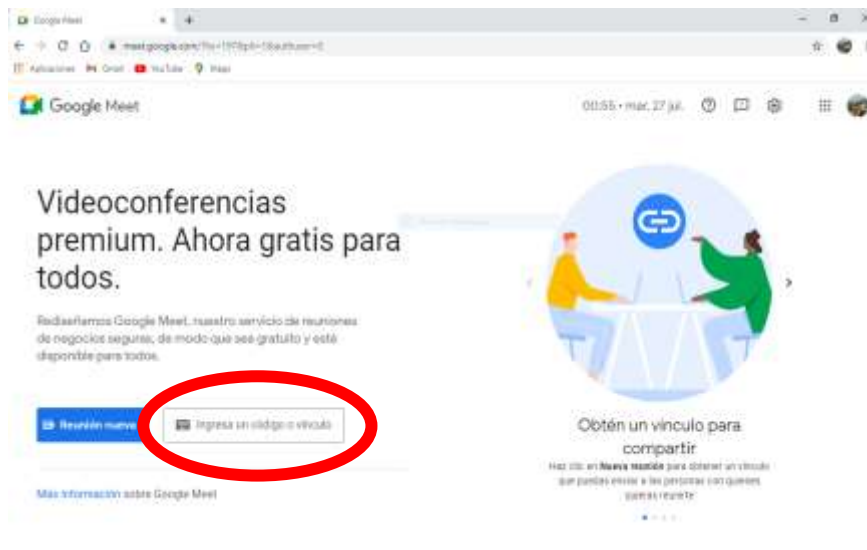 Google Meet
meet.google.com/
Aplicaciones Gmail YouTube Maps
Google Meet
00:55 • mar, 27 jul.
Videoconferencias
premium. Ahora gratis para
todos.
Rediseñamos Google Meet, nuestro servicio de reuniones
de negocios seguras, de modo que sea gratuito y esté
disponible para todos.
Reunión nueva
Ingresa un código o vínculo
Más información sobre Google Meet
Obtén un vínculo para
compartir
Haz clic en Nueva reunión para obtener un vínculo
que puedas enviar a las personas con quienes
quieras reunirte